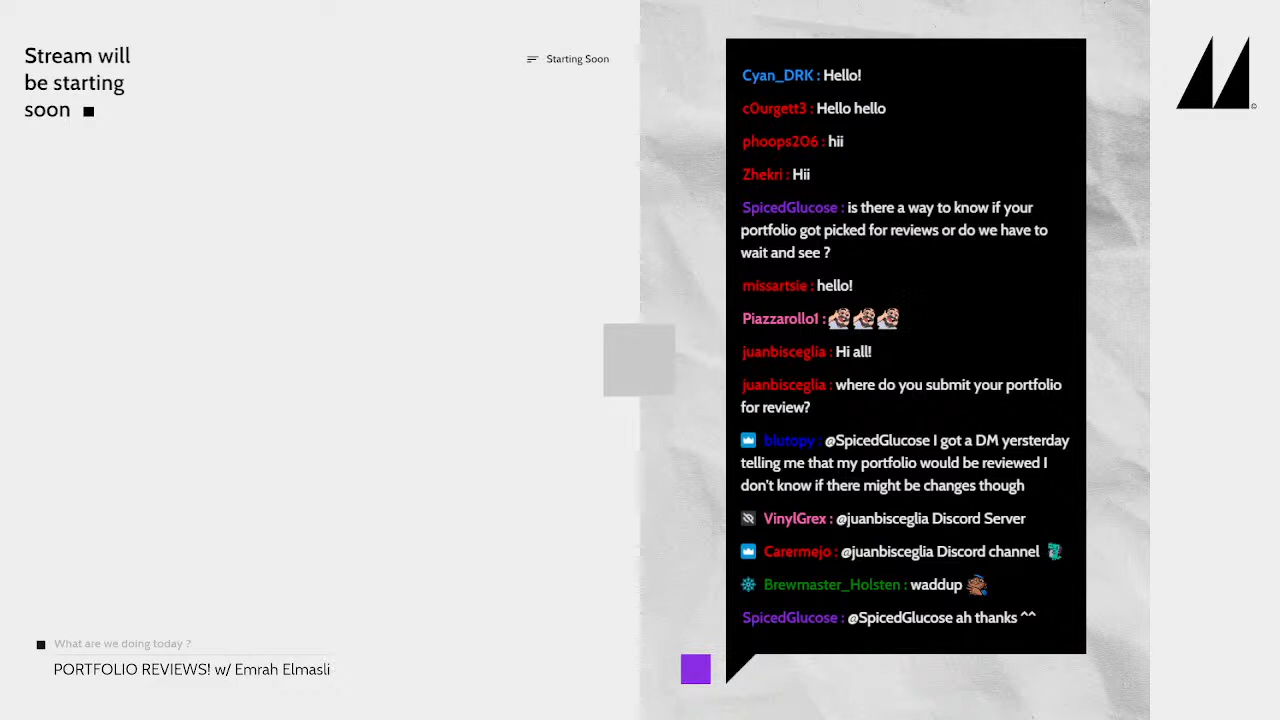 Stream will
be starting
soon
Starting Soon
Cyan_DRK : Hello!
c0urgett3 : Hello hello
phoops206 : hii
Zhekri : Hii
SpicedGlucose : is there a way to know if your
portfolio got picked for reviews or do we have to
wait and see ?
missartsie : hello!
Piazzarollo1 :
juanbisceglia : Hi all!
juanbisceglia : where do you submit your portfolio
for review?
blutopy : @SpicedGlucose I got a DM yersterday
telling me that my portfolio would be reviewed I
don't know if there might be changes though
VinylGrex : @juanbisceglia Discord Server
Carermejo : @juanbisceglia Discord channel
Brewmaster_Holsten : waddup
SpicedGlucose : @SpicedGlucose ah thanks ^^
What are we doing today ?
PORTFOLIO REVIEWS! w/ Emrah Elmasli